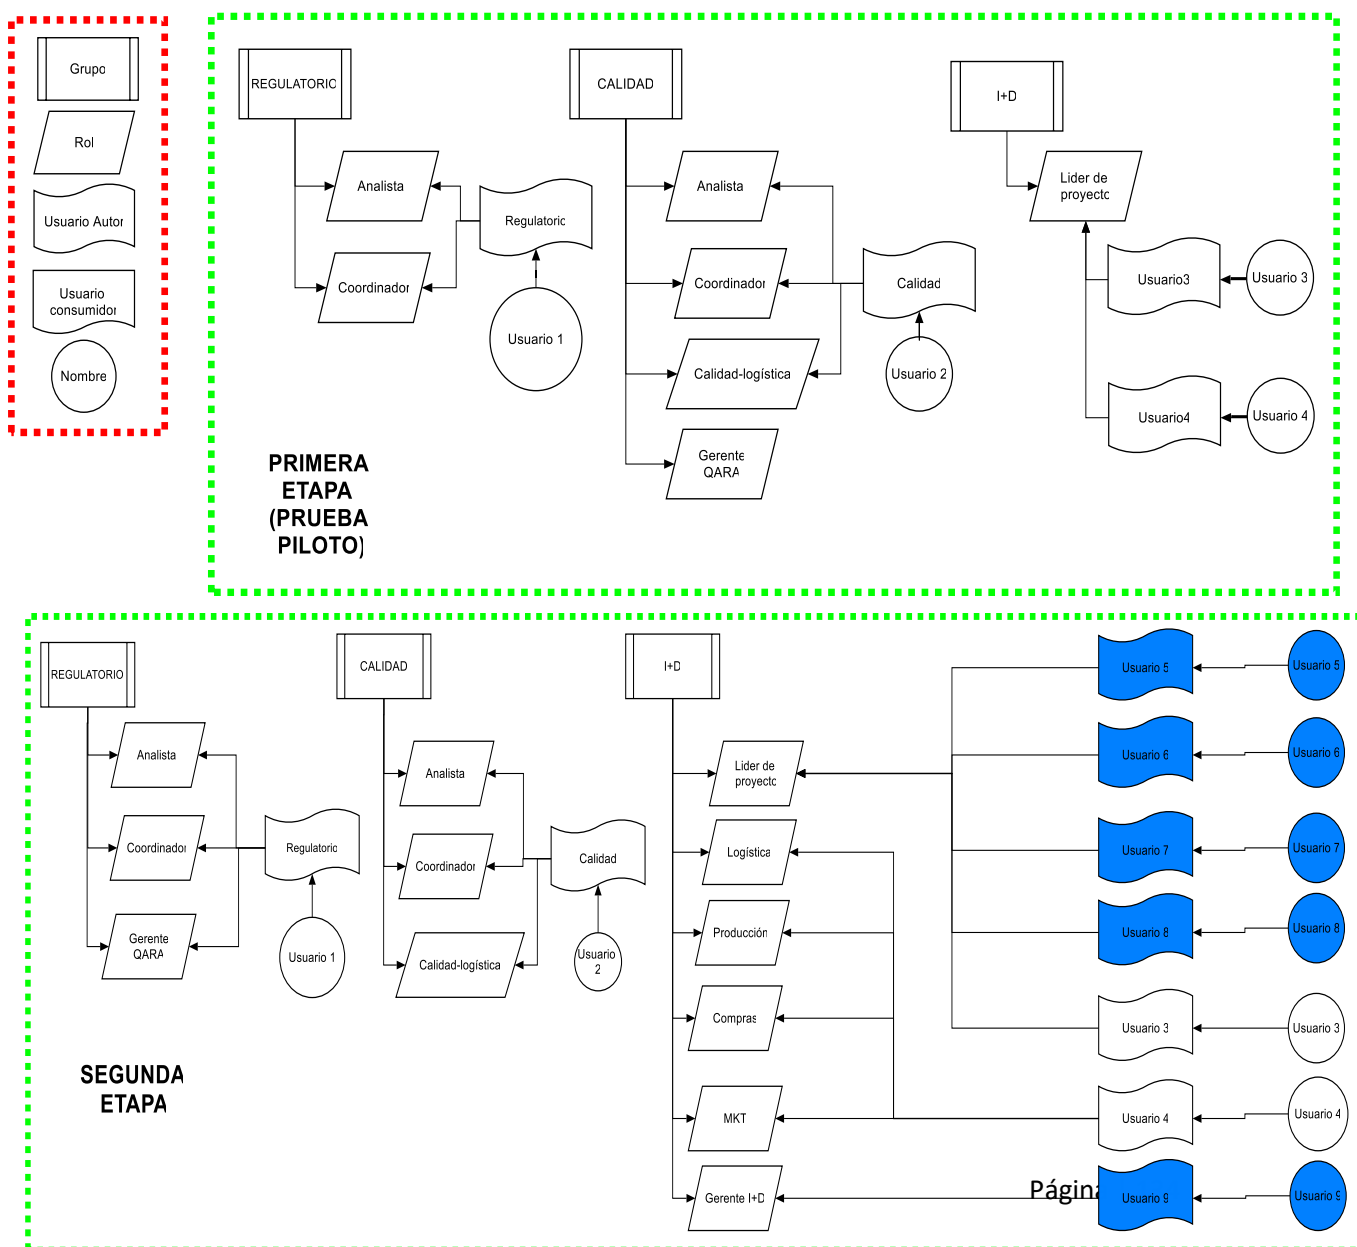 Grupo
Rol
Usuario Autor
Usuario
consumidor
Nombre
REGULATORIO
Analista
Coordinador
Regulatorio
Usuario 1
CALIDAD
Analista
Coordinador
Calidad-logística
Gerente
QARA
Calidad
Usuario 2
I+D
Lider de
proyecto
Usuario3
Usuario 3
Usuario4
Usuario 4
PRIMERA
ETAPA
(PRUEBA
PILOTO)
REGULATORIO
Analista
Coordinador
Gerente
QARA
Regulatorio
Usuario 1
CALIDAD
Analista
Coordinador
Calidad-logística
Calidad
Usuario
2
I+D
Lider de
proyecto
Logística
Producción
Compras
MKT
Gerente I+D
Usuario 5
Usuario 5
Usuario 6
Usuario 6
Usuario 7
Usuario 7
Usuario 8
Usuario 8
Usuario 3
Usuario 3
Usuario 4
Usuario 4
Página
Usuario 9
Usuario 9
SEGUNDA
ETAPA